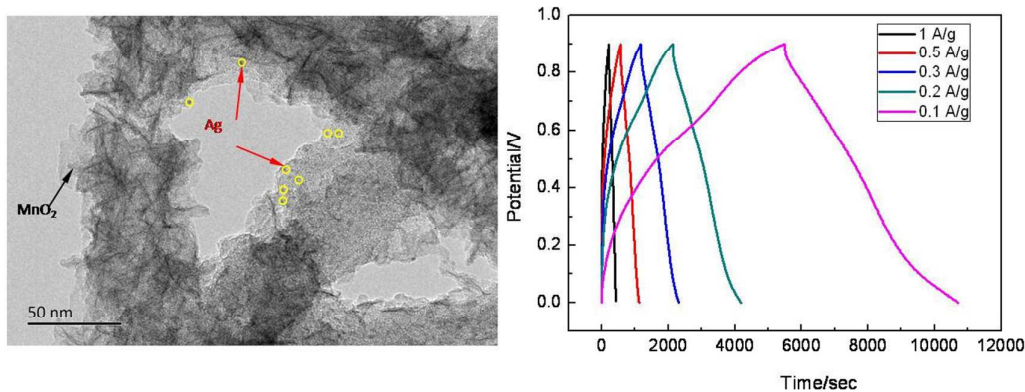 Ag
MnO2
50 nm
1.0
0.8
0.6
0.4
0.2
0.0
Potential/V
1 A/g
0.5 A/g
0.3 A/g
0.2 A/g
0.1 A/g
0 2000 4000 6000 8000 10000 12000
Time/sec